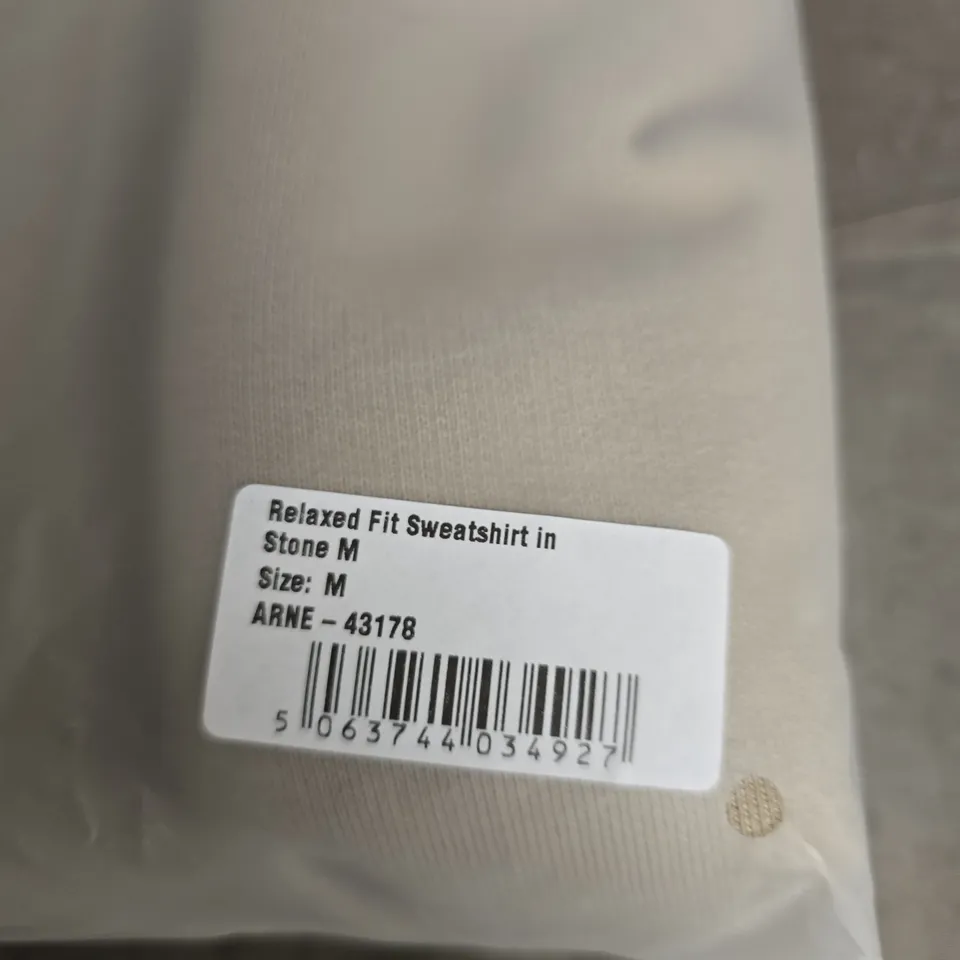 Relaxed Fit Sweatshirt in
Stone M
Size: M
ARNE – 43178
5 063744 034927